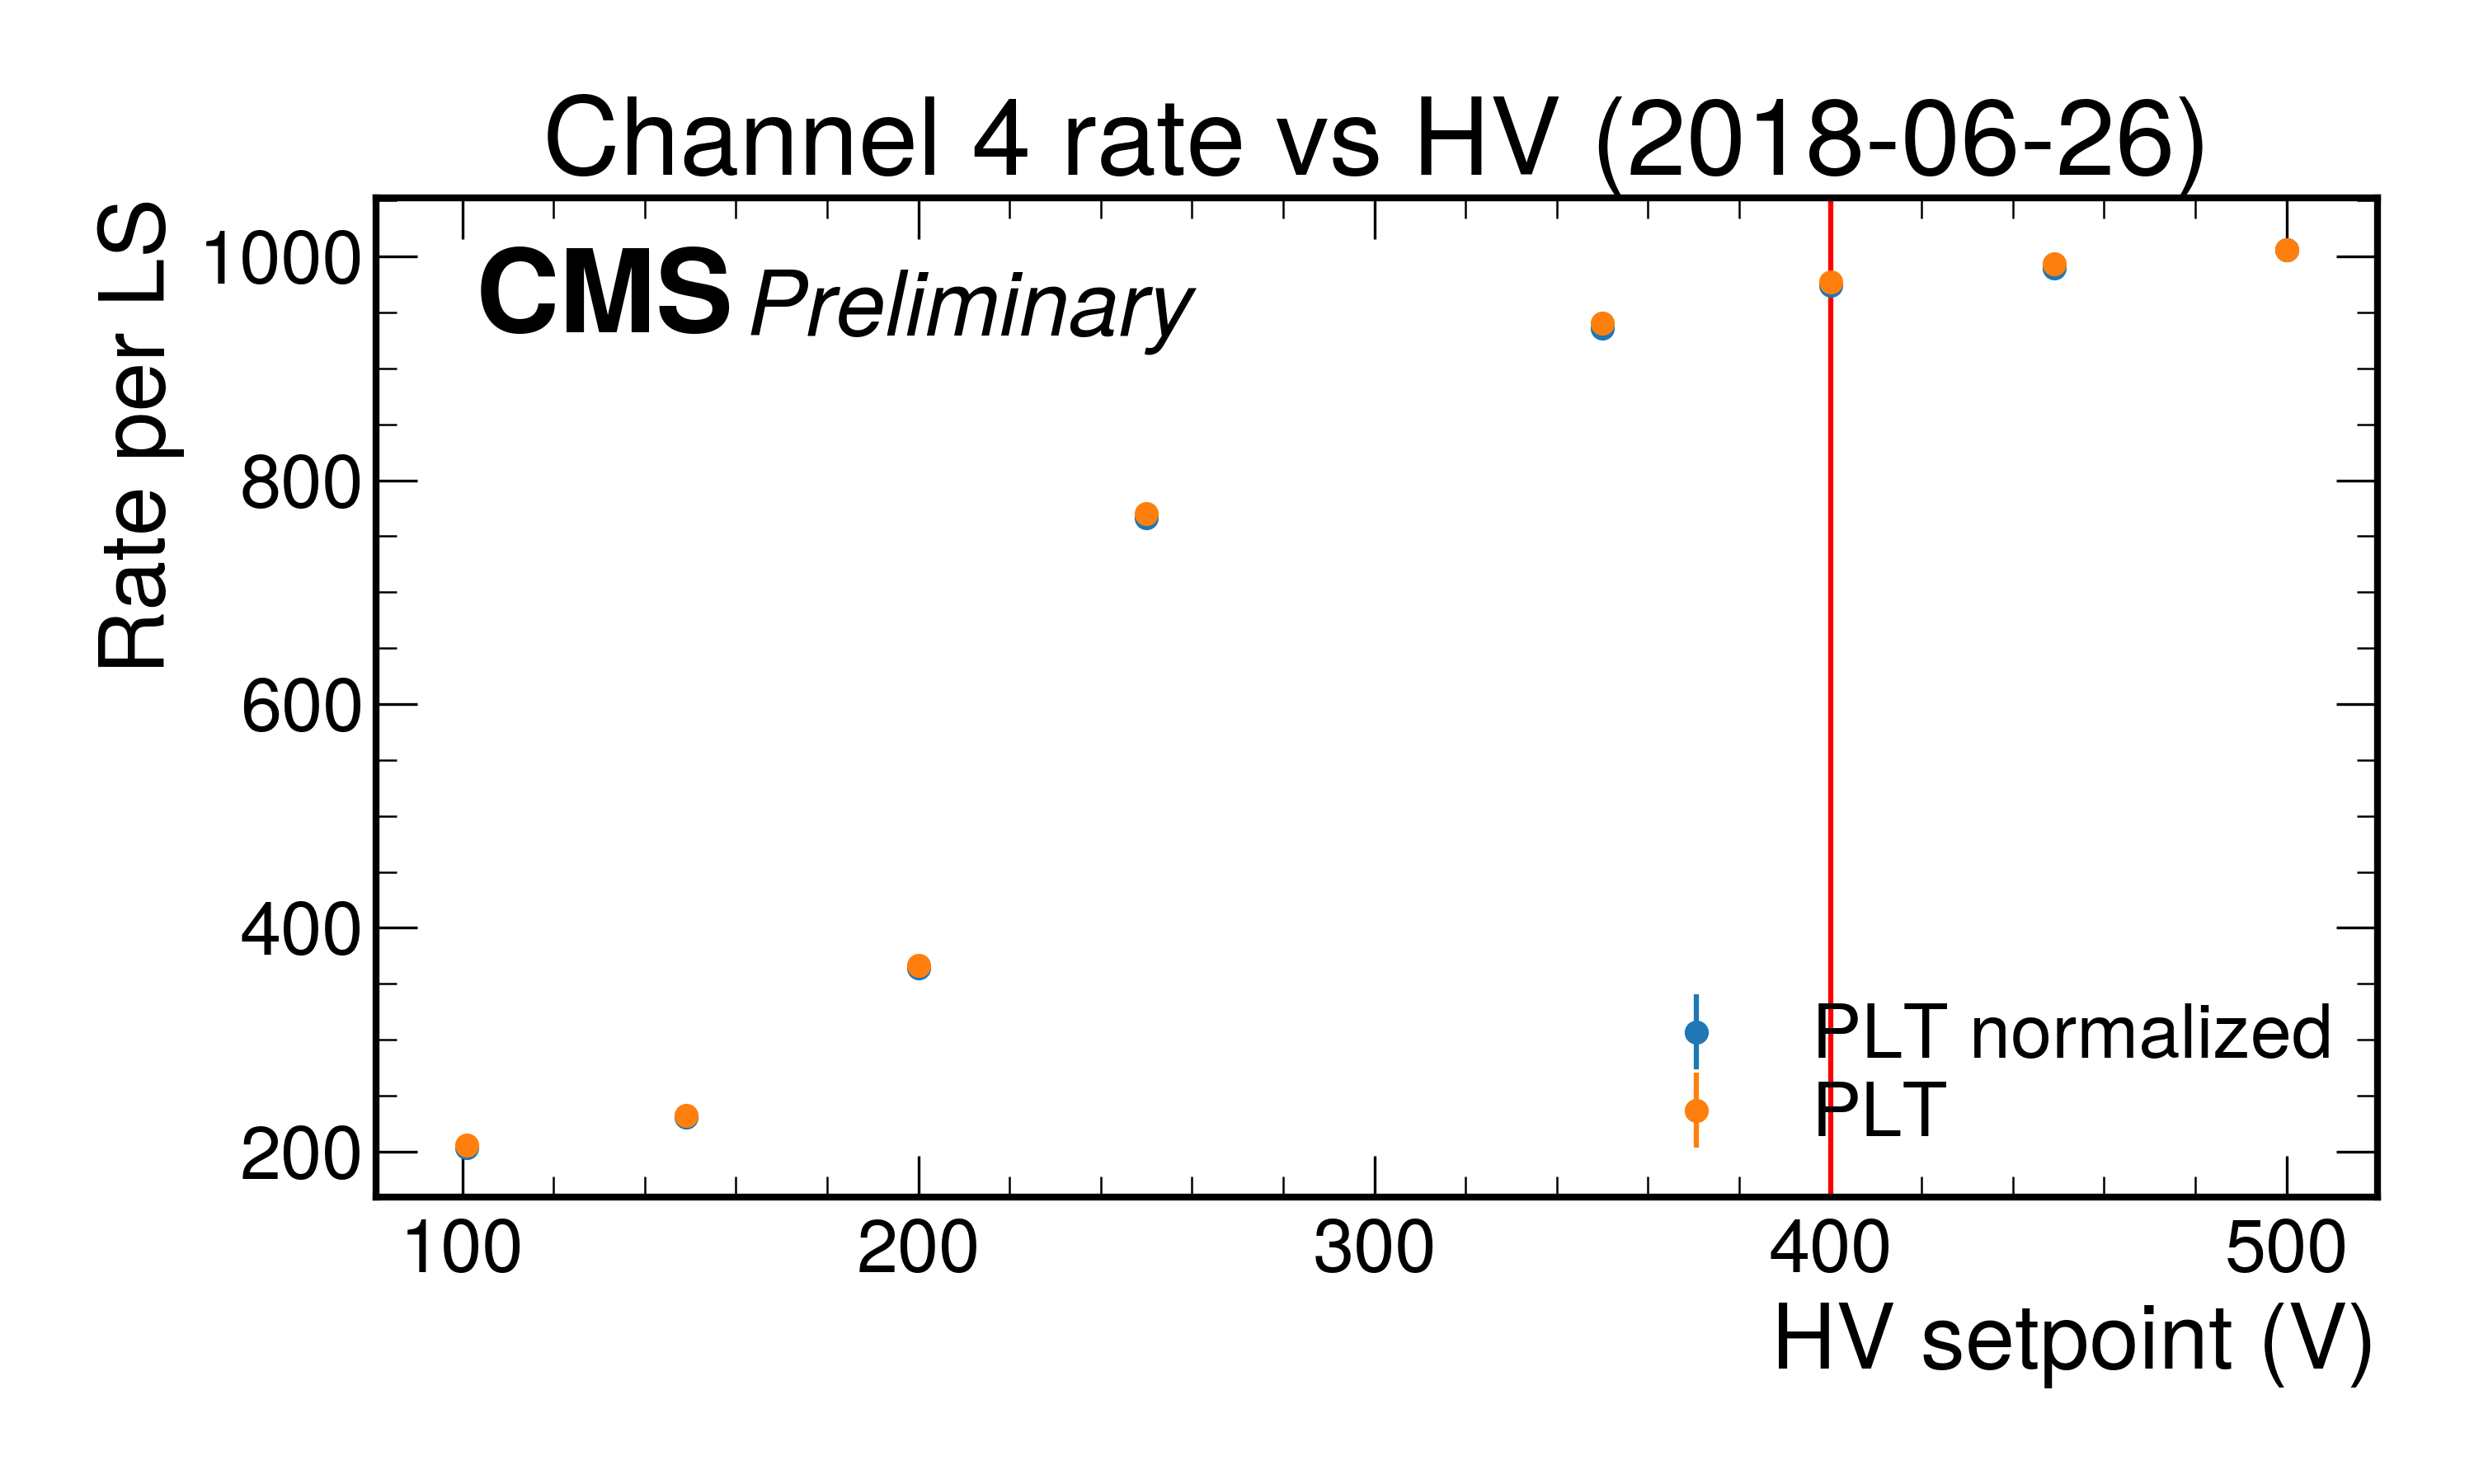 Channel 4 rate vs HV (2018-06-26)
CMS Preliminary
Rate per LS
1000
800
600
400
200
PLT normalized
PLT
100 200 300 400 500
HV setpoint (V)